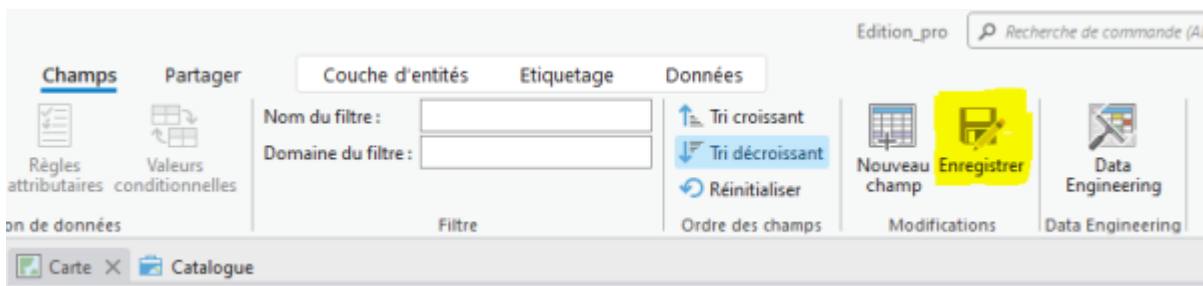 Edition_pro Recherche de commande (Al
Champs Partager Couche d'entités Etiquetage Données
Règles attributaires
Valeurs conditionnelles
Nom du filtre :
Domaine du filtre :
Filtre
Tri croissant
Tri décroissant
Réinitialiser
Ordre des champs
Nouveau champ
Enregistrer
Modifications
Data Engineering
Data Engineering
on de données
Carte Catalogue